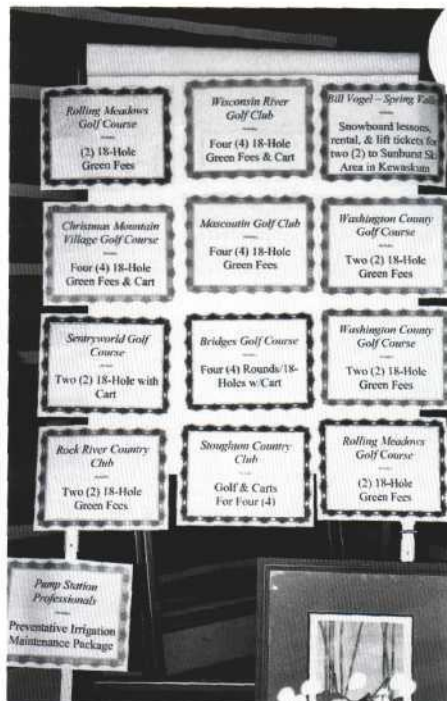 Rolling Meadows
Golf Course
(2) 18-Hole
Green Fees
Wisconsin River
Golf Club
Four (4) 18-Hole
Green Fees & Cart
Bill Vogel – Spring
Snowboard lessons,
rental, & lift tickets for
two (2) to Sunburst Ski
Area in Kewaskum
Christmas Mountain
Village Golf Course
Four (4) 18-Hole
Green Fees & Cart
Mascoutin Golf Club
Four (4) 18-Hole
Green Fees
Washington County
Golf Course
Two (2) 18-Hole
Green Fees
Sentryworld Golf
Course
Two (2) 18-Hole with
Cart
Bridges Golf Course
Four (4) Rounds/18-
Holes w/Cart
Washington County
Golf Course
Two (2) 18-Hole
Green Fees
Rock River Country
Club
Two (2) 18-Hole
Green Fees
Stoughton Country
Club
Golf & Carts
For Four (4)
Rolling Meadows
Golf Course
(2) 18-Hole
Green Fees
Pump Station
Professionals
Preventative Irrigation
Maintenance Package